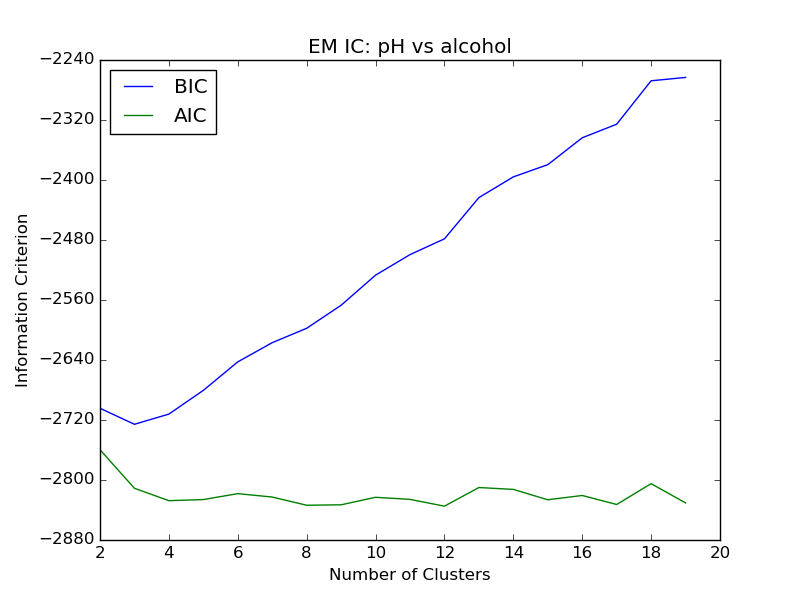 EM IC: pH vs alcohol
BIC
AIC
−2240
−2320
−2400
−2480
−2560
−2640
−2720
−2800
−2880
Information Criterion
2 4 6 8 10 12 14 16 18 20
Number of Clusters